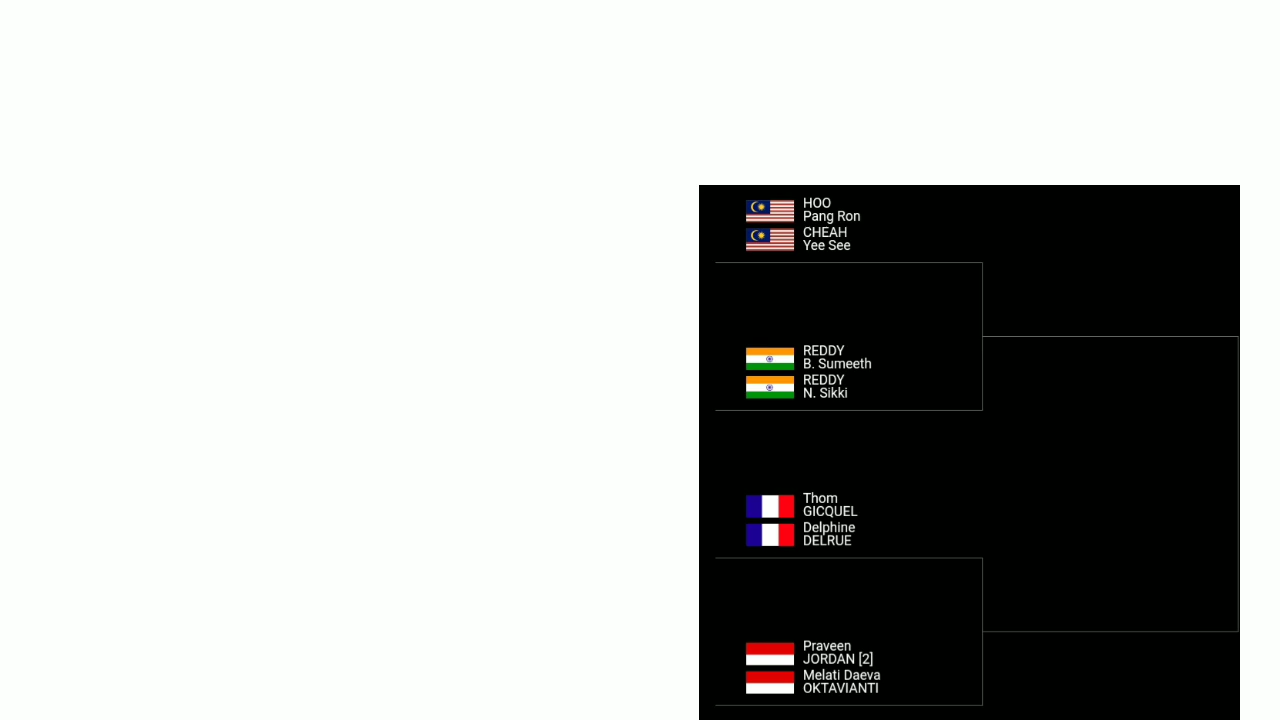 HOO
Pang Ron
CHEAH
Yee See
REDDY
B. Sumeeth
REDDY
N. Sikki
Thom
GICQUEL
Delphine
DELRUE
Praveen
JORDAN [2]
Melati Daeva
OKTAVIANTI